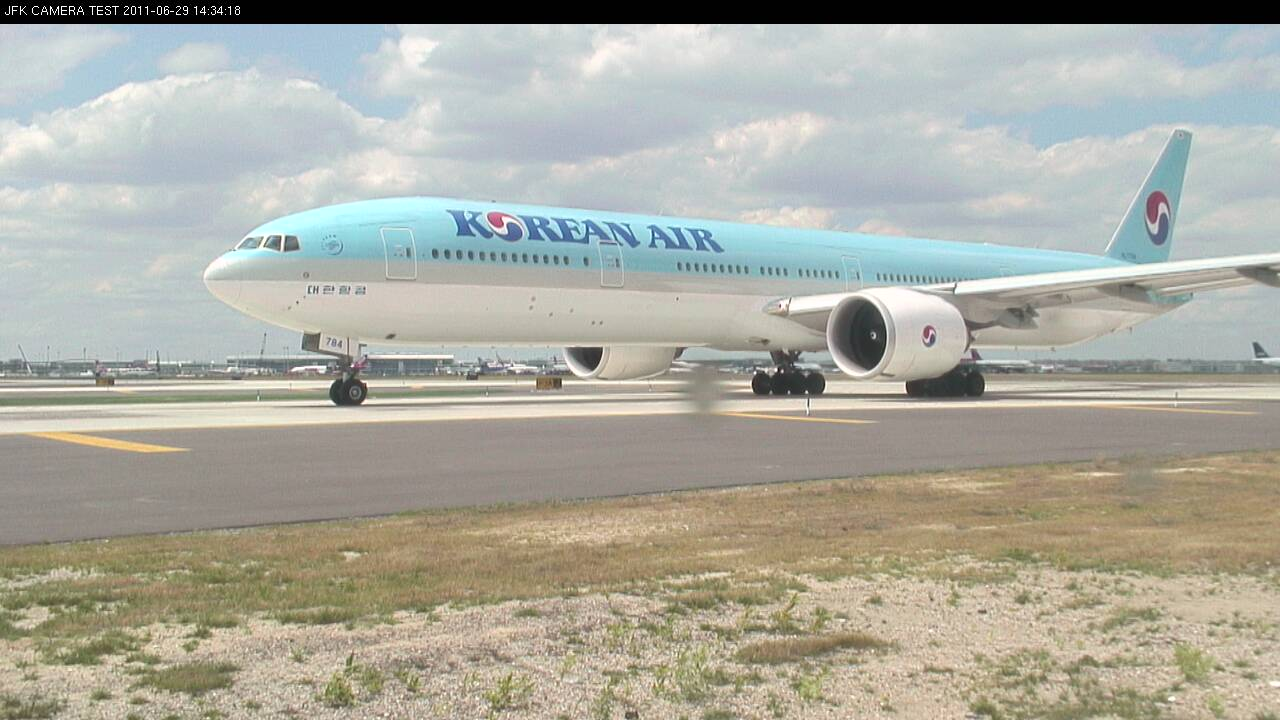 JFK CAMERA TEST 2011-06-29 14:34:18
KOREAN AIR
대한항공
784